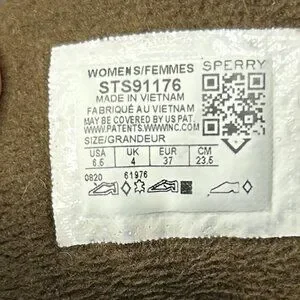 WOMENS/FEMMES
SPERRY
STS91176
MADE IN VIETNAM
FABRIQUÉ AU VIETNAM
MAY BE COVERED BY US PAT.
WWW.PATENTS.WWWINC.COM
SIZE/GRANDEUR
USA UK EUR CM
6.5 4 37 23.5
0820 61976